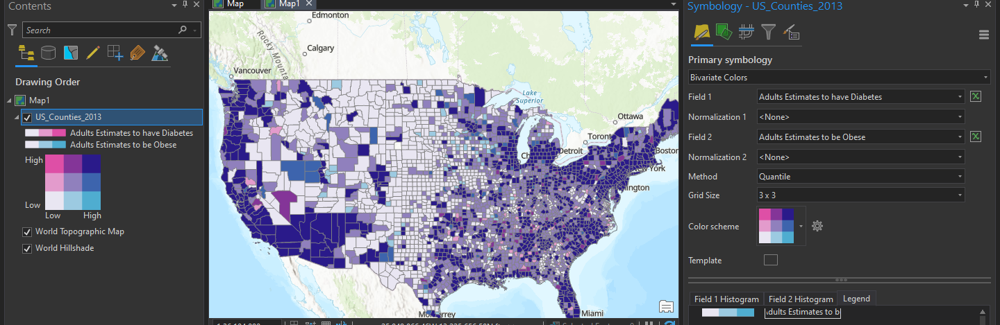 Contents
Search
Drawing Order
Map1
US_Counties_2013
Adults Estimates to have Diabetes
Adults Estimates to be Obese
High
Low
Low High
World Topographic Map
World Hillshade
Map Map1
Edmonton
Calgary
Vancouver
Rocky Mounta
Lake Superior
Ottawa
Toront
Detroit
Ch
Boston
New York
ington
Miami
Symbology - US_Counties_2013
Primary symbology
Bivariate Colors
Field 1 Adults Estimates to have Diabetes
Normalization 1 <None>
Field 2 Adults Estimates to be Obese
Normalization 2 <None>
Method Quantile
Grid Size 3 x 3
Color scheme
Template
Field 1 Histogram Field 2 Histogram Legend
dults Estimates to b